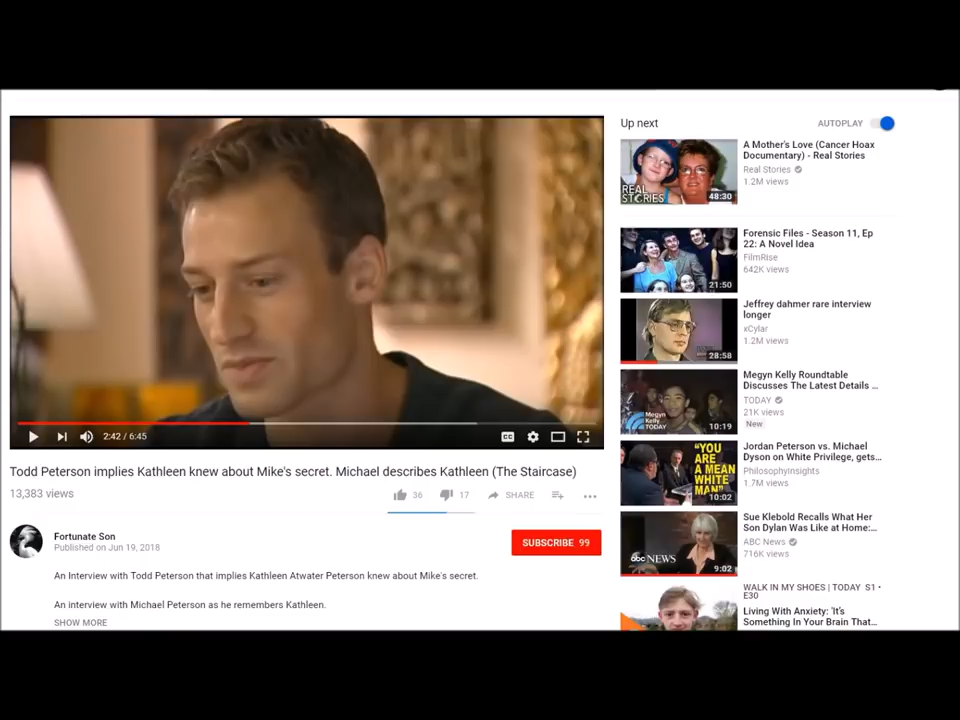 Up next
AUTOPLAY
A Mother's Love (Cancer Hoax
Documentary) - Real Stories
Real Stories
1.2M views
REAL
STORIES
48:30
Forensic Files - Season 11, Ep
22: A Novel Idea
FilmRise
642K views
21:50
Jeffrey dahmer rare interview
longer
xCylar
1.2M views
28:58
Megyn Kelly Roundtable
Discusses The Latest Details ...
TODAY
21K views
New
Megyn
Kelly
TODAY
10:19
Jordan Peterson vs. Michael
Dyson on White Privilege, gets...
PhilosophyInsights
1.7M views
"YOU
ARE A
MEAN
WHITE
MAN"
10:02
Sue Klebold Recalls What Her
Son Dylan Was Like at Home:...
ABC News
716K views
abc NEWS
9:02
WALK IN MY SHOES | TODAY S1 •
E30
Living With Anxiety: 'It's
Something In Your Brain That...
2:42 / 6:45
CC
Todd Peterson implies Kathleen knew about Mike's secret. Michael describes Kathleen (The Staircase)
13,383 views
36
17
SHARE
Fortunate Son
Published on Jun 19, 2018
SUBSCRIBE 99
An Interview with Todd Peterson that implies Kathleen Atwater Peterson knew about Mike's secret.
An interview with Michael Peterson as he remembers Kathleen.
SHOW MORE